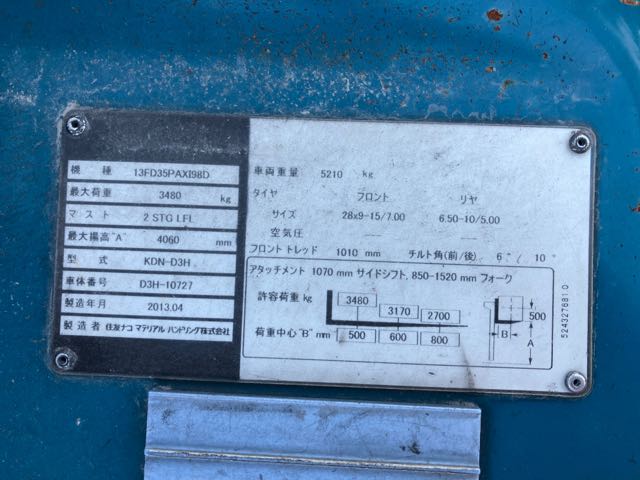 機 種 13FD35PAXI98D
最大荷重 3480 kg
マスト 2 STG LFL
最大揚高"A" 4060 mm
型 式 KDN-D3H
車体番号 D3H-10727
製造年月 2013.04
製造者 住友ナコ マテリアル ハンドリング株式会社
車両重量 5210 kg
タイヤ フロント リヤ
サイズ 28x9-15/7.00 6.50-10/5.00
空気圧 ー ー
フロント トレッド 1010 mm チルト角(前/後) 6°/ 10°
アタッチメント 1070 mm サイドシフト, 850-1520 mm フォーク
許容荷重 kg 3480 3170 2700
荷重中心 "B" mm 500 600 800
500
B
A
524327681 0